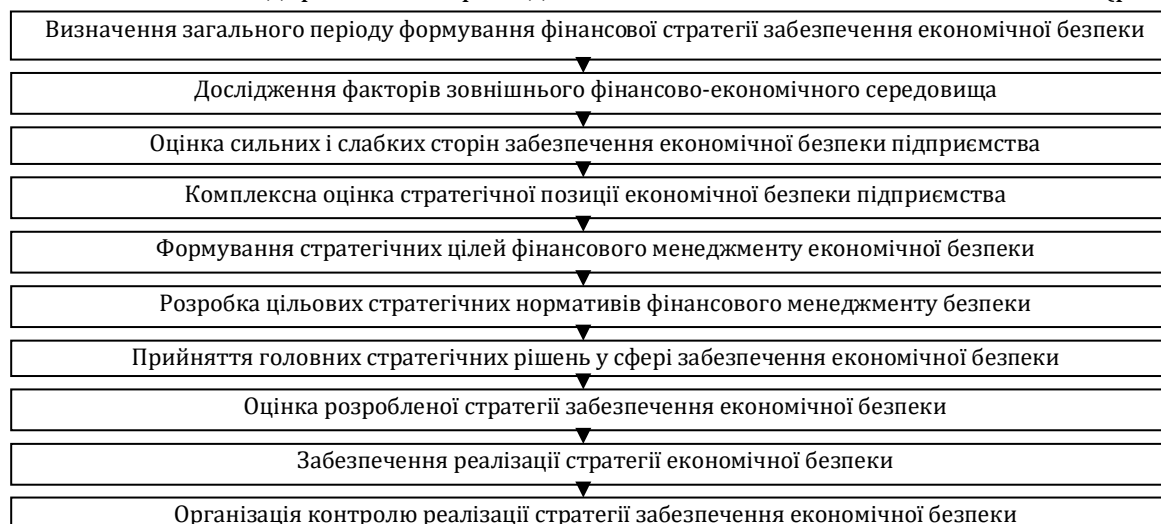 Визначення загального періоду формування фінансової стратегії забезпечення економічної безпеки
Дослідження факторів зовнішнього фінансово-економічного середовища
Оцінка сильних і слабких сторін забезпечення економічної безпеки підприємства
Комплексна оцінка стратегічної позиції економічної безпеки підприємства
Формування стратегічних цілей фінансового менеджменту економічної безпеки
Розробка цільових стратегічних нормативів фінансового менеджменту безпеки
Прийняття головних стратегічних рішень у сфері забезпечення економічної безпеки
Оцінка розробленої стратегії забезпечення економічної безпеки
Забезпечення реалізації стратегії економічної безпеки
Організація контролю реалізації стратегії забезпечення економічної безпеки